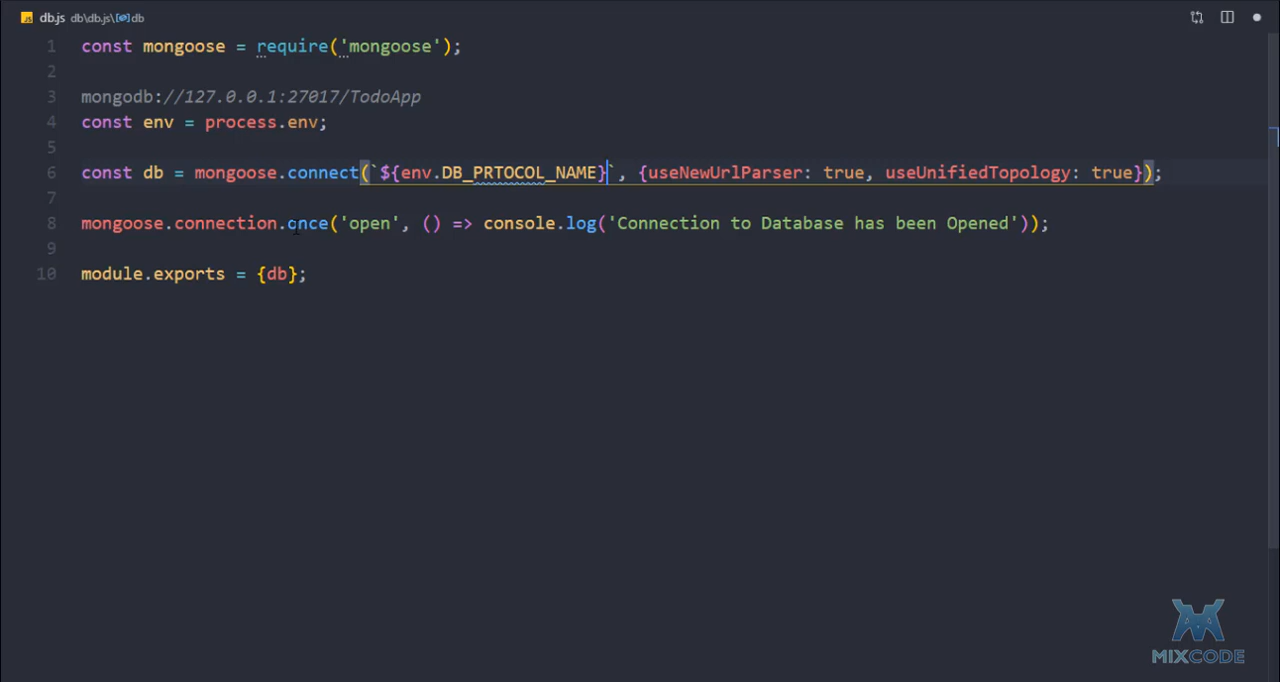 db.js db\db.js\db
1 const mongoose = require('mongoose');
2
3 mongodb://127.0.0.1:27017/TodoApp
4 const env = process.env;
5
6 const db = mongoose.connect(`${env.DB_PRTOCOL_NAME}`, {useNewUrlParser: true, useUnifiedTopology: true});
7
8 mongoose.connection.once('open', () => console.log('Connection to Database has been Opened'));
9
10 module.exports = {db};
MIXCODE